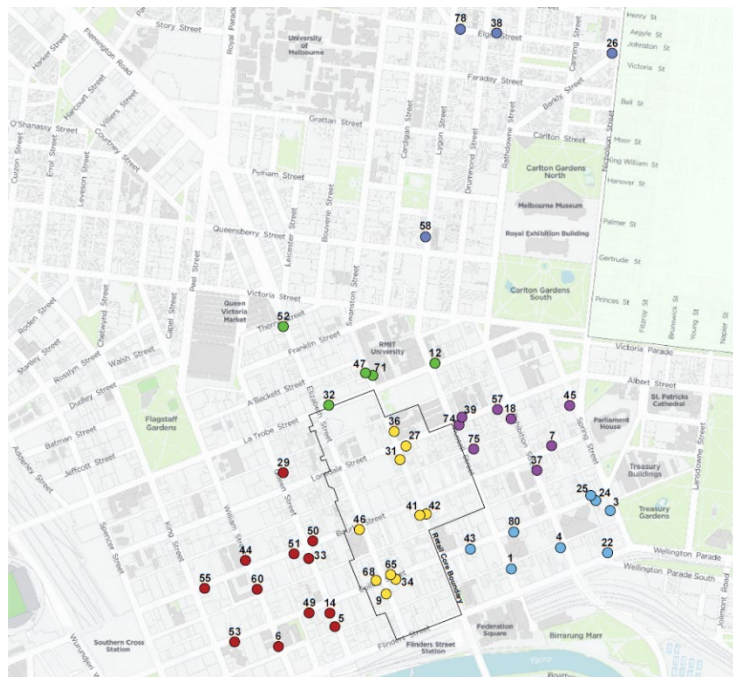 78
38
26
Henry St
Argyle St
Johnston St
Victoria St
Story Street
Royal Parade
Flemington Road
University
of
Melbourne
Elgin Street
Canning Street
Harker Street
Harcourt Street
Villiers Street
Faraday Street
Barkly Street
Bell St
O'Shanassy Street
Courtney Street
Grattan Street
Cardigan Street
Lygon Street
Drummond Street
Rathdowne Street
Carlton Street
Nicholson Street
Moor St
King William St
Hanover St
Curzon Street
Errol Street
Leveson Street
Pelham Street
Carlton Gardens
North
Melbourne Museum
Royal Exhibition Building
Palmer St
Gertrude St
58
Queensberry Street
Leicester Street
Bouverie Street
Swanston Street
Peel Street
Capel Street
Chetwynd Street
Victoria Street
Carlton Gardens
South
Princes St
Fitzroy St
Brunswick St
Young St
Napier St
Queen
Victoria
Market
52
Franklin Street
RMIT
University
Victoria Parade
Albert Street
Roden Street
Stanley Street
Rosslyn Street
Walsh Street
Dudley Street
Batman Street
Jeffcott Street
Adderley Street
Flagstaff
Gardens
A'Beckett Street
La Trobe Street
Elizabeth Street
47
71
12
32
36
27
31
39
74
57
18
45
75
7
37
St. Patricks
Cathedral
Parliament
House
Spring Street
Treasury
Buildings
Treasury
Gardens
Lansdowne Street
29
Lonsdale Street
King Street
William Street
Spencer Street
25
24
3
41
42
46
80
43
4
22
1
Wellington Parade
Wellington Parade South
Jolimont Road
50
51
33
44
55
60
49
14
5
53
6
68
65
34
9
Retail Core Boundary
Southern Cross
Station
Flinders Street
Flinders Street
Station
Federation
Square
Birrarung Marr
Yarra